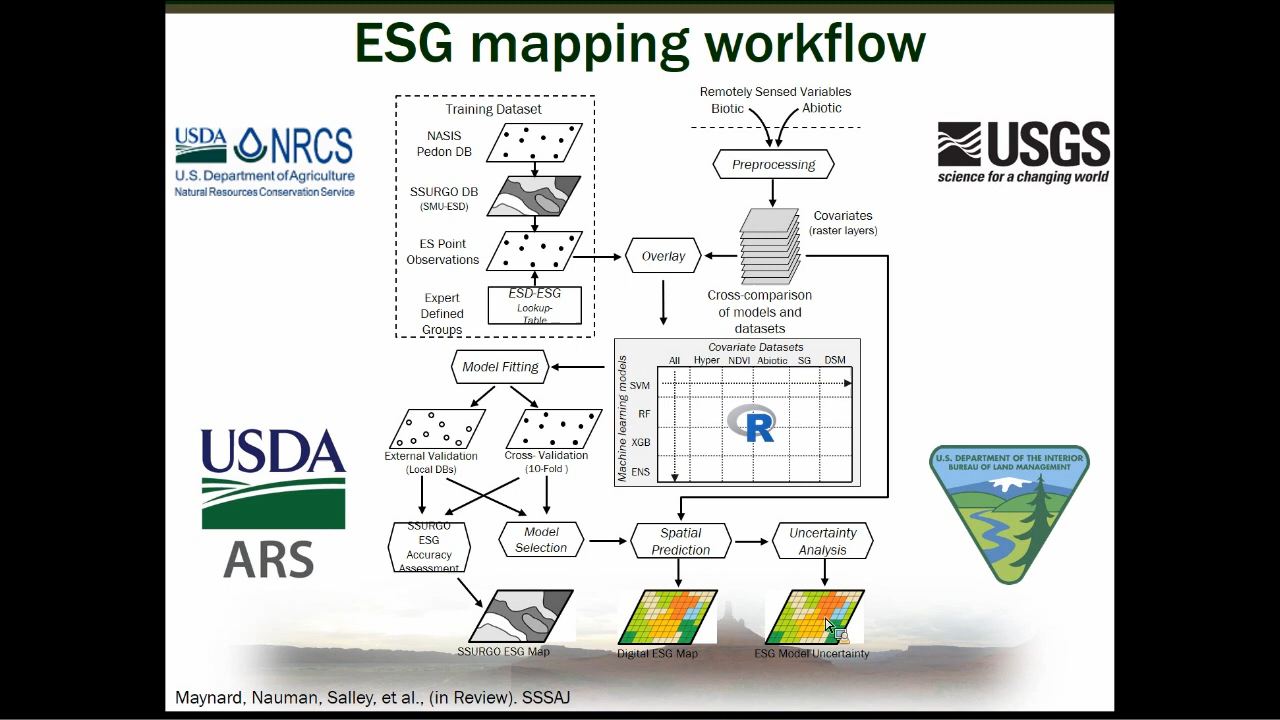 ESG mapping workflow
USDA NRCS
U.S. Department of Agriculture
Natural Resources Conservation Service
USGS
science for a changing world
Training Dataset
NASIS
Pedon DB
SSURGO DB
(SMU-ESD)
ES Point
Observations
Expert
Defined
Groups
ESD-ESG
Lookup-
Table
Remotely Sensed Variables
Biotic
Abiotic
Preprocessing
Covariates
(raster layers)
Overlay
Cross-comparison
of models and
datasets
Covariate Datasets
All Hyper NDVI Abiotic SG DSM
Machine learning models
SVM
RF
XGB
ENS
R
Model Fitting
External Validation
(Local DBs)
Cross- Validation
(10-Fold )
SSURGO
ESG
Accuracy
Assessment
Model
Selection
Spatial
Prediction
Uncertainty
Analysis
SSURGO ESG Map
Digital ESG Map
ESG Model Uncertainty
USDA
ARS
U.S. DEPARTMENT OF THE INTERIOR
BUREAU OF LAND MANAGEMENT
Maynard, Nauman, Salley, et al., (in Review). SSSAJ